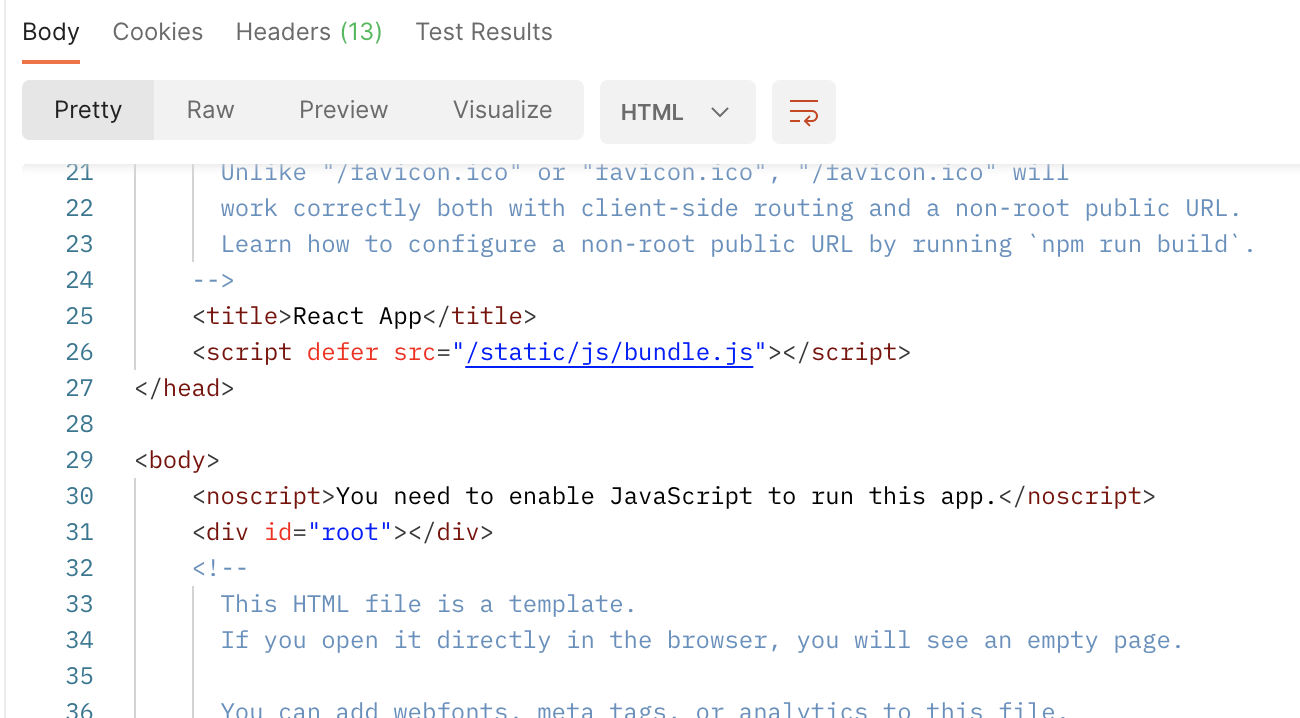 Body Cookies Headers (13) Test Results
Pretty Raw Preview Visualize HTML
21 Unlike "/favicon.ico" or "favicon.ico", "/favicon.ico" will
22 work correctly both with client-side routing and a non-root public URL.
23 Learn how to configure a non-root public URL by running `npm run build`.
24 -->
25 <title>React App</title>
26 <script defer src="/static/js/bundle.js"></script>
27 </head>
28
29 <body>
30 <noscript>You need to enable JavaScript to run this app.</noscript>
31 <div id="root"></div>
32 <!--
33 This HTML file is a template.
34 If you open it directly in the browser, you will see an empty page.
35
36 You can add webfonts, meta tags, or analytics to this file.